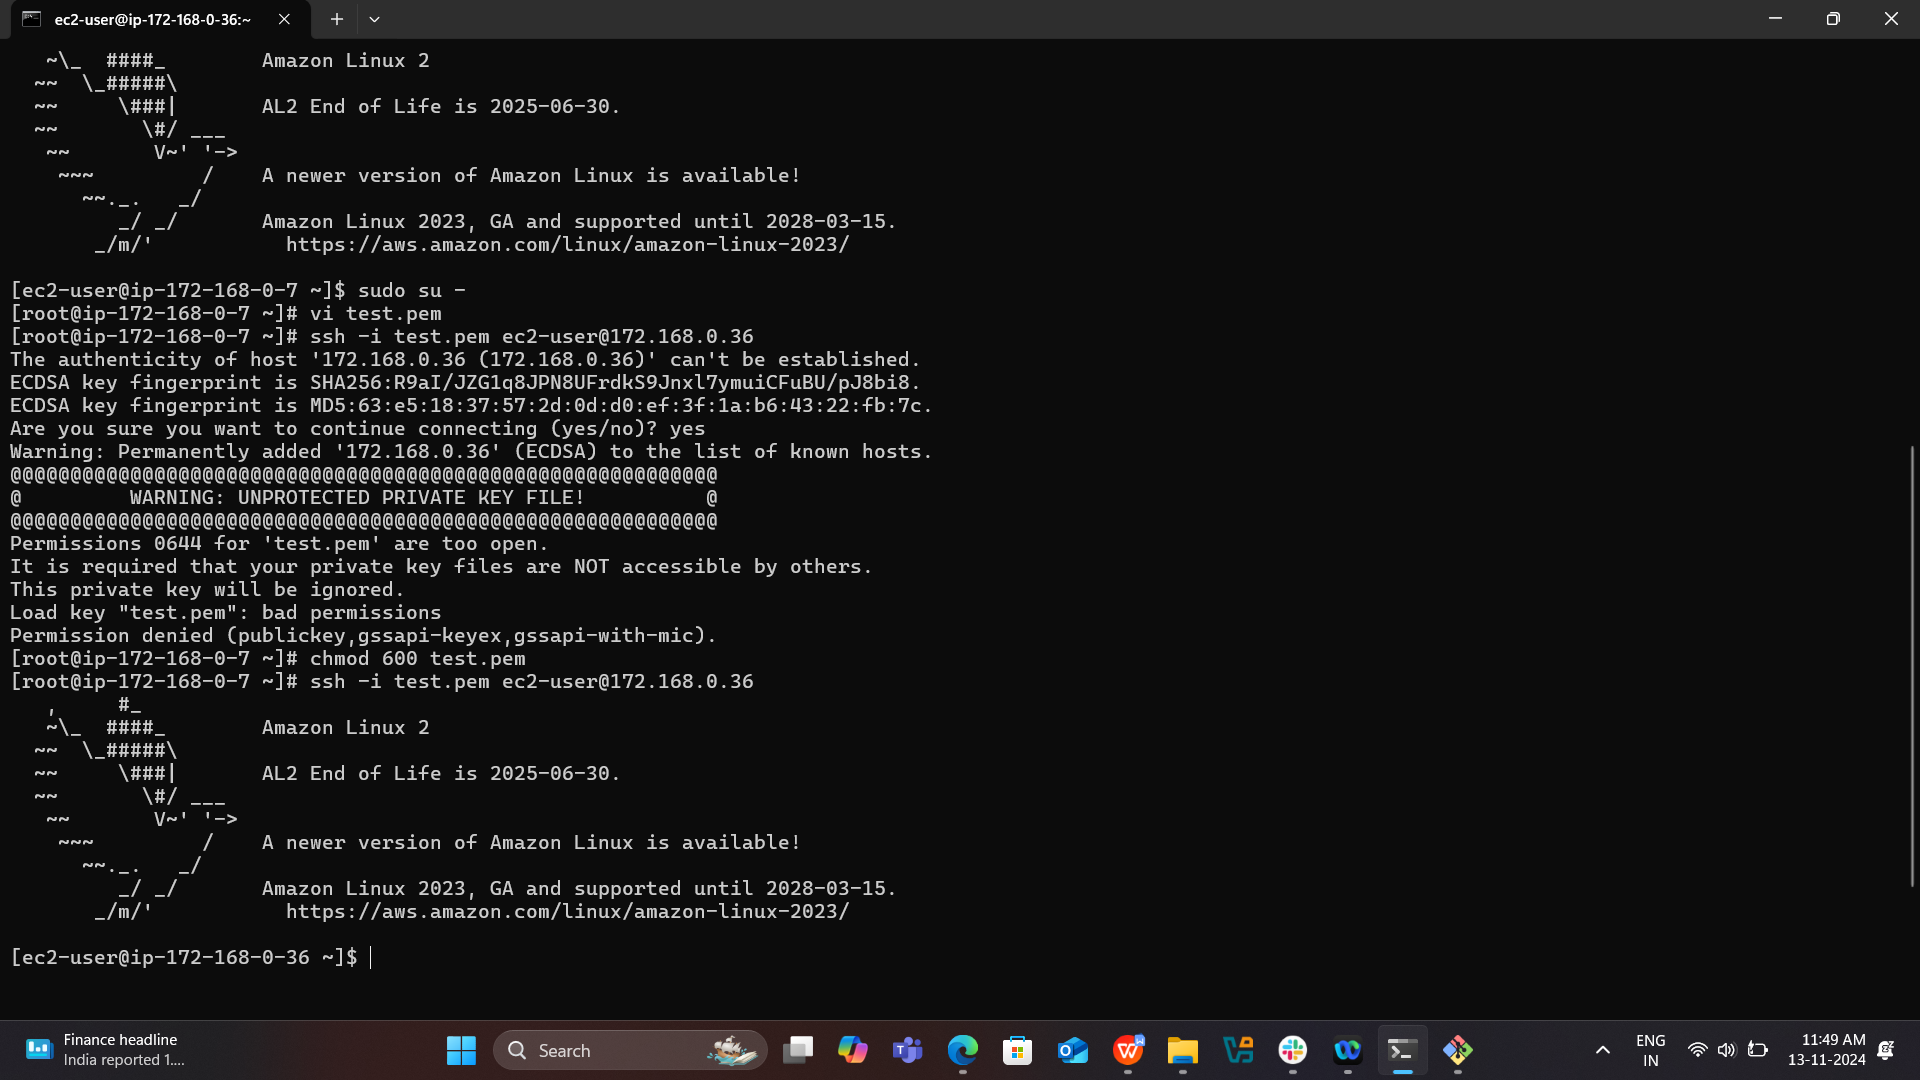 ec2-user@ip-172-168-0-36:~
   ~\_  ####_        Amazon Linux 2
  ~~  \_#####\
  ~~     \###|       AL2 End of Life is 2025-06-30.
  ~~       \#/ ___
   ~~       V~' '->
    ~~~         /    A newer version of Amazon Linux is available!
      ~~._.   _/
         _/ _/       Amazon Linux 2023, GA and supported until 2028-03-15.
       _/m/'           https://aws.amazon.com/linux/amazon-linux-2023/
[ec2-user@ip-172-168-0-7 ~]$ sudo su -
[root@ip-172-168-0-7 ~]# vi test.pem
[root@ip-172-168-0-7 ~]# ssh -i test.pem ec2-user@172.168.0.36
The authenticity of host '172.168.0.36 (172.168.0.36)' can't be established.
ECDSA key fingerprint is SHA256:R9aI/JZG1q8JPN8UFrdkS9Jnxl7ymuiCFuBU/pJ8bi8.
ECDSA key fingerprint is MD5:63:e5:18:37:57:2d:0d:d0:ef:3f:1a:b6:43:22:fb:7c.
Are you sure you want to continue connecting (yes/no)? yes
Warning: Permanently added '172.168.0.36' (ECDSA) to the list of known hosts.
@@@@@@@@@@@@@@@@@@@@@@@@@@@@@@@@@@@@@@@@@@@@@@@@@@@@@@@@@@@
@         WARNING: UNPROTECTED PRIVATE KEY FILE!          @
@@@@@@@@@@@@@@@@@@@@@@@@@@@@@@@@@@@@@@@@@@@@@@@@@@@@@@@@@@@
Permissions 0644 for 'test.pem' are too open.
It is required that your private key files are NOT accessible by others.
This private key will be ignored.
Load key "test.pem": bad permissions
Permission denied (publickey,gssapi-keyex,gssapi-with-mic).
[root@ip-172-168-0-7 ~]# chmod 600 test.pem
[root@ip-172-168-0-7 ~]# ssh -i test.pem ec2-user@172.168.0.36
   ,     #_
   ~\_  ####_        Amazon Linux 2
  ~~  \_#####\
  ~~     \###|       AL2 End of Life is 2025-06-30.
  ~~       \#/ ___
   ~~       V~' '->
    ~~~         /    A newer version of Amazon Linux is available!
      ~~._.   _/
         _/ _/       Amazon Linux 2023, GA and supported until 2028-03-15.
       _/m/'           https://aws.amazon.com/linux/amazon-linux-2023/
[ec2-user@ip-172-168-0-36 ~]$
Finance headline
India reported 1....
Search
ENG
IN
11:49 AM
13-11-2024